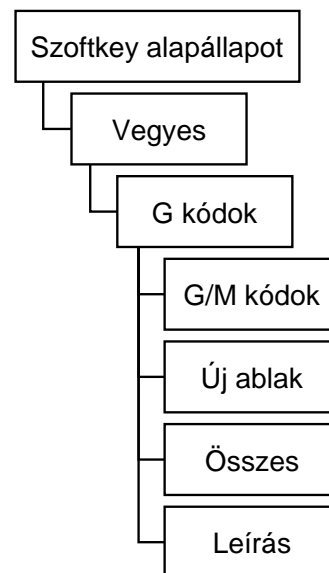 Szoftkey alapállapot
Vegyes
G kódok
G/M kódok
Új ablak
Összes
Leírás